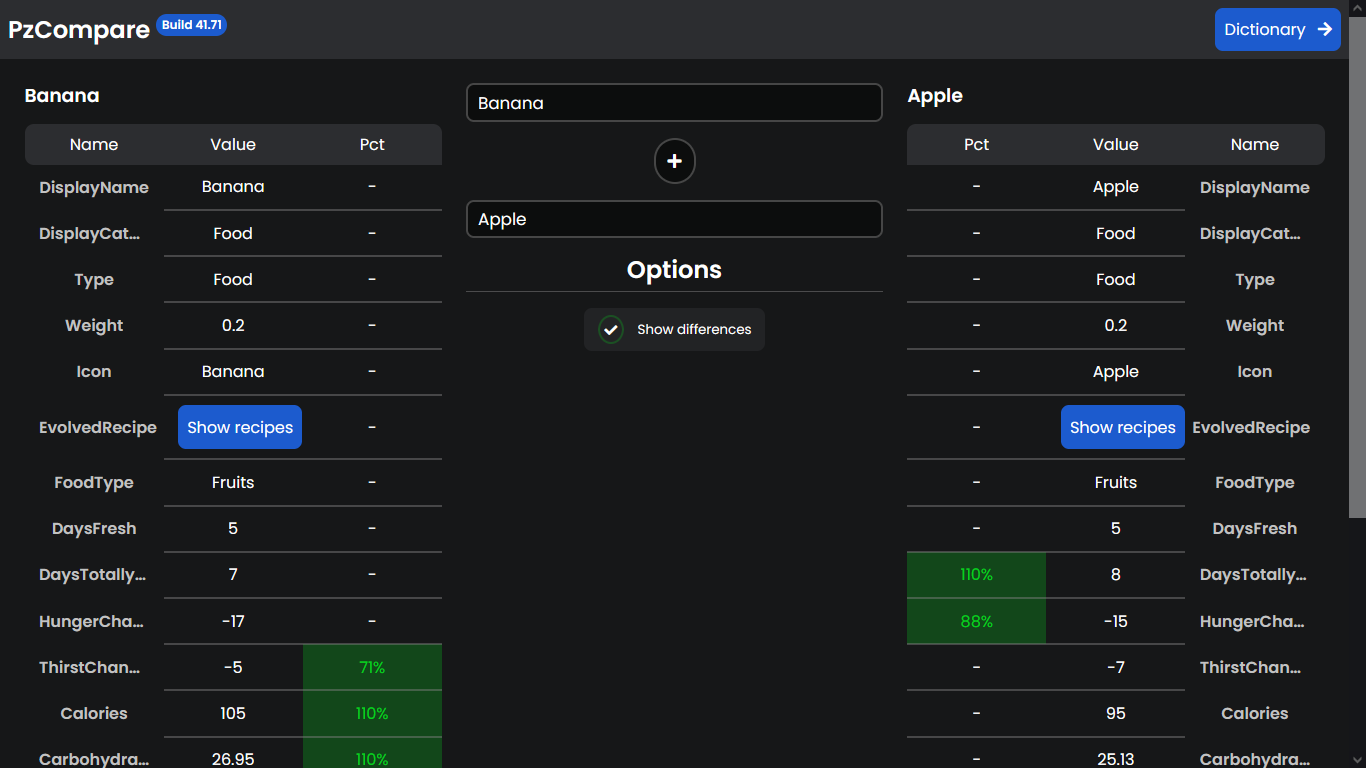 PzCompare Build 41.71
Dictionary →
Banana
Name Value Pct
DisplayName Banana -
DisplayCat... Food -
Type Food -
Weight 0.2 -
Icon Banana -
EvolvedRecipe Show recipes -
FoodType Fruits -
DaysFresh 5 -
DaysTotally... 7 -
HungerCha... -17 -
ThirstChan... -5 71%
Calories 105 110%
Carbohydra... 26.95 110%
Banana
+
Apple
Options
Show differences
Apple
Pct Value Name
- Apple DisplayName
- Food DisplayCat...
- Food Type
- 0.2 Weight
- Apple Icon
- Show recipes EvolvedRecipe
- Fruits FoodType
- 5 DaysFresh
110% 8 DaysTotally...
88% -15 HungerCha...
- -7 ThirstChan...
- 95 Calories
- 25.13 Carbohydra...